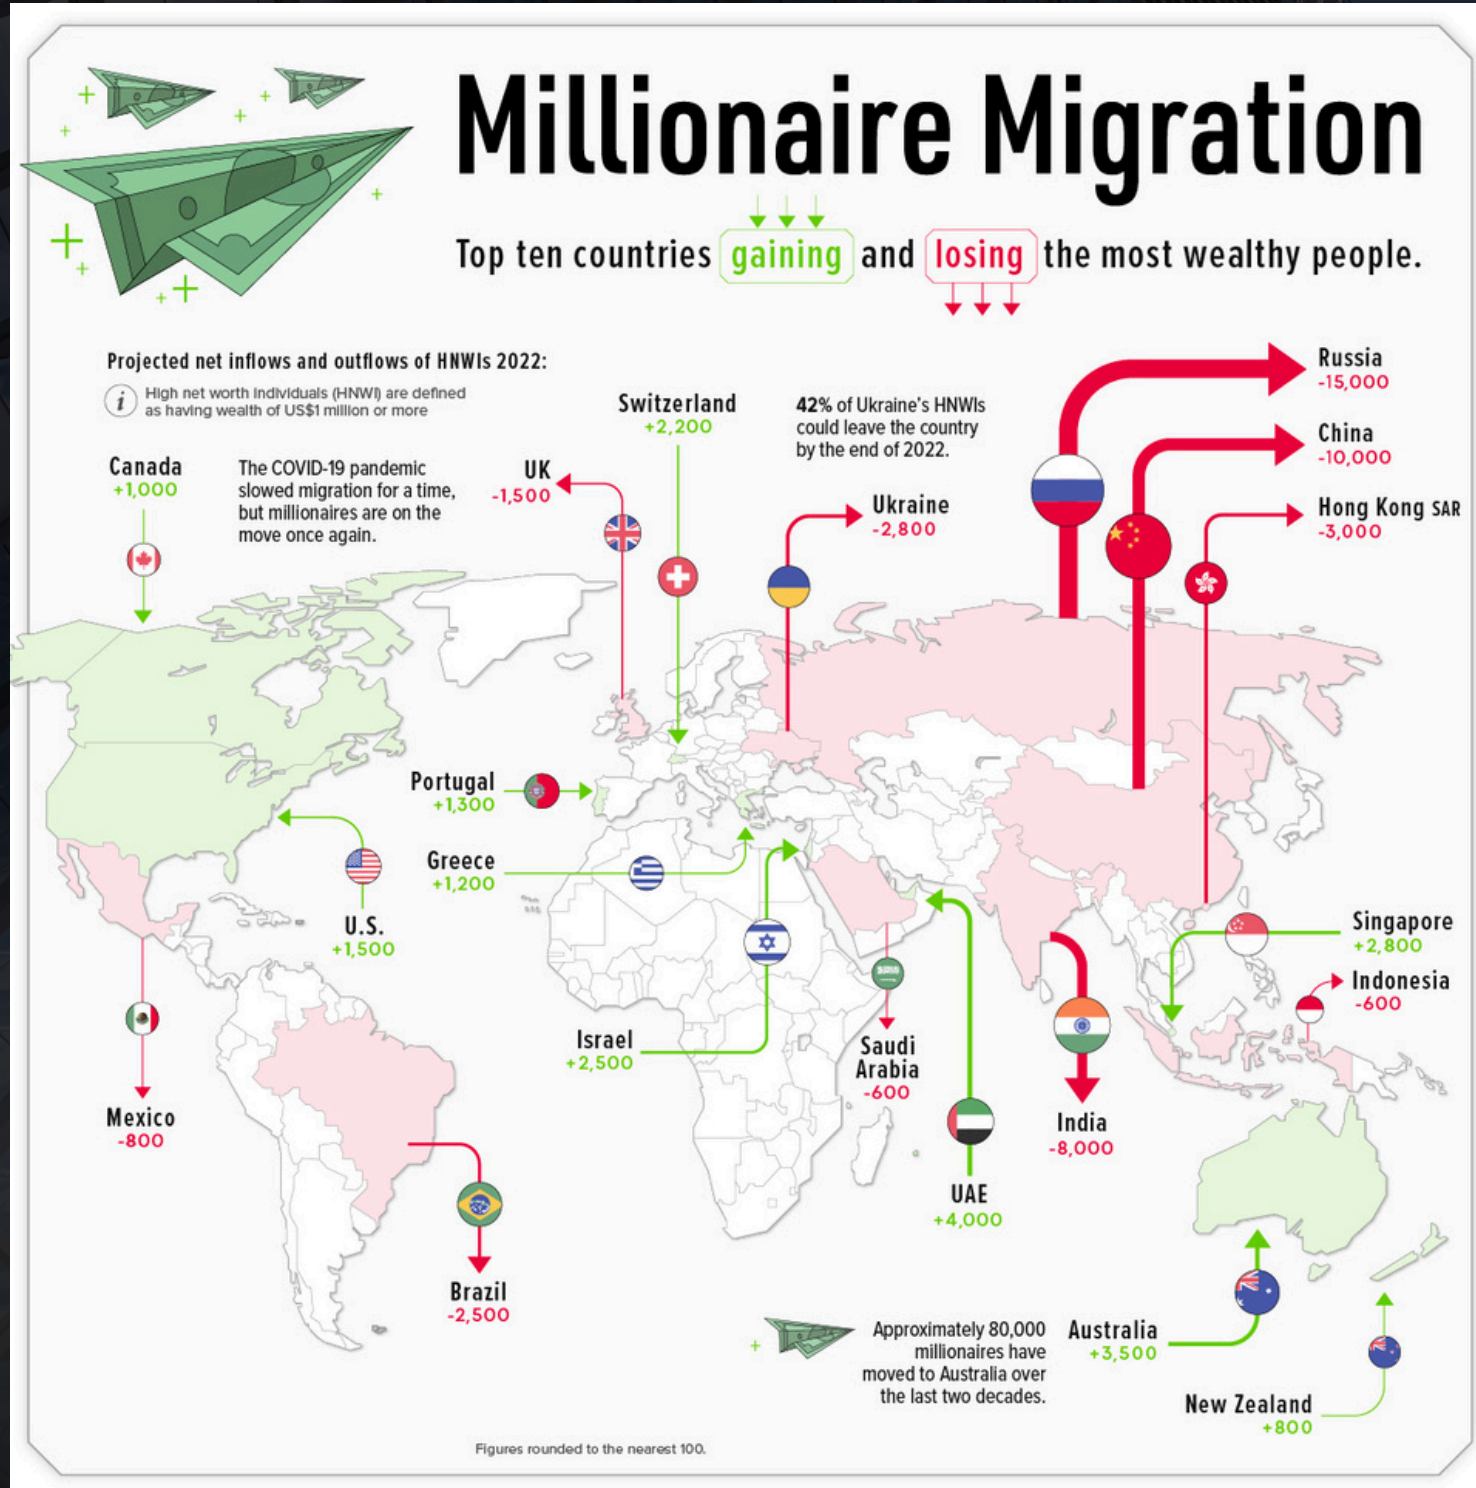 Millionaire Migration
Top ten countries gaining and losing the most wealthy people.
Projected net inflows and outflows of HNWIs 2022:
i
High net worth individuals (HNWI) are defined
as having wealth of US$1 million or more
Canada
+1,000
The COVID-19 pandemic
slowed migration for a time,
but millionaires are on the
move once again.
UK
-1,500
Switzerland
+2,200
42% of Ukraine's HNWIs
could leave the country
by the end of 2022.
Ukraine
-2,800
Russia
-15,000
China
-10,000
Hong Kong SAR
-3,000
Portugal
+1,300
Greece
+1,200
U.S.
+1,500
Israel
+2,500
Saudi
Arabia
-600
Singapore
+2,800
Indonesia
-600
Mexico
-800
India
-8,000
UAE
+4,000
Brazil
-2,500
Approximately 80,000
millionaires have
moved to Australia over
the last two decades.
Australia
+3,500
New Zealand
+800
Figures rounded to the nearest 100.